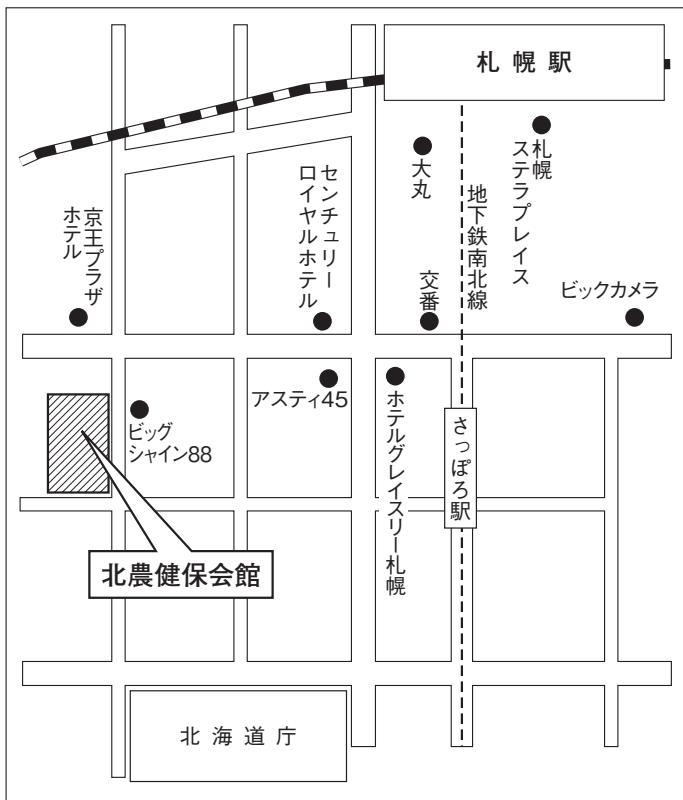 札幌駅
札幌
ステラプレイス
大丸
地下鉄南北線
センチュリー
ロイヤルホテル
京王プラザ
ホテル
交番
ビックカメラ
アスティ45
ビッグ
シャイン88
ホテルグレイスリー札幌
さっぽろ駅
北農健保会館
北海道庁